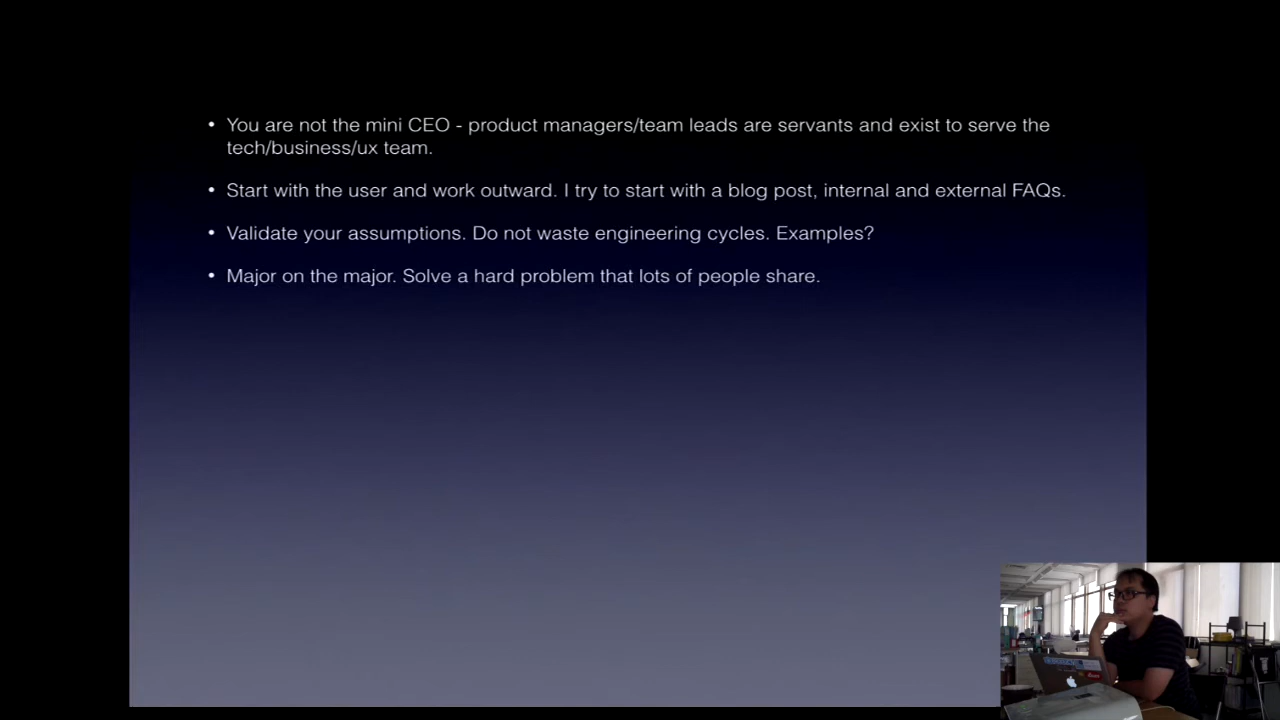 • You are not the mini CEO - product managers/team leads are servants and exist to serve the
tech/business/ux team.
• Start with the user and work outward. I try to start with a blog post, internal and external FAQs.
• Validate your assumptions. Do not waste engineering cycles. Examples?
• Major on the major. Solve a hard problem that lots of people share.